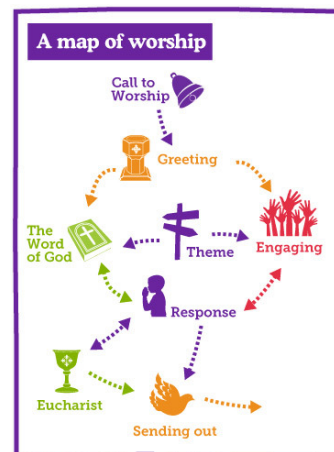 A map of worship
Call to
Worship
Greeting
The
Word
of God
Theme
Engaging
Response
Eucharist
Sending out